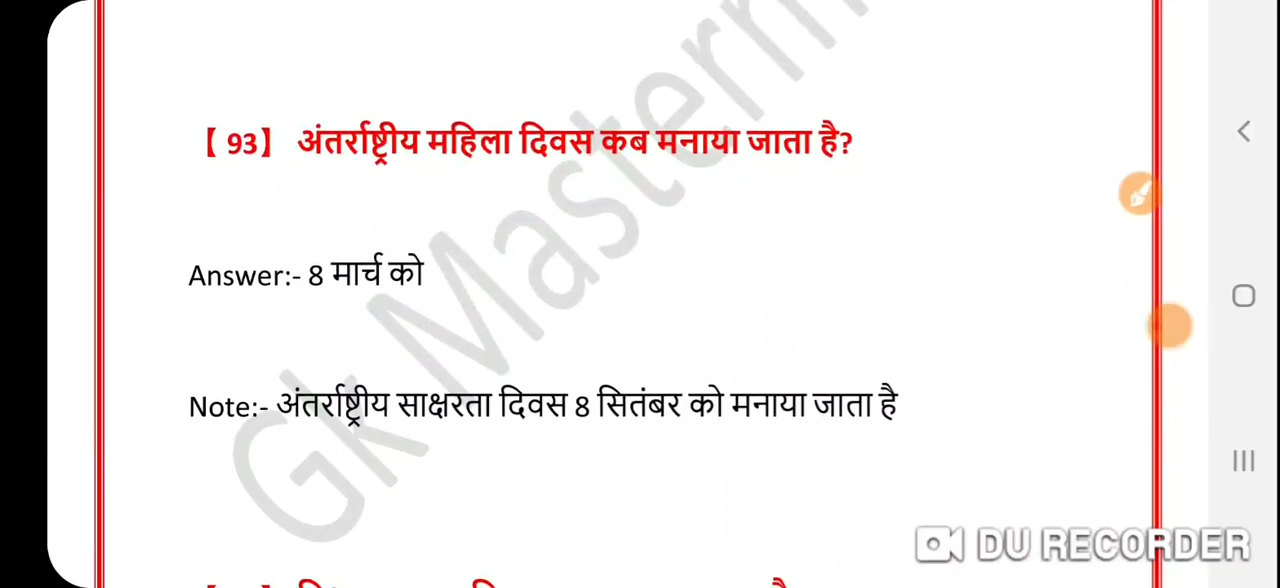 【 93】 अंतर्राष्ट्रीय महिला दिवस कब मनाया जाता है?
Answer:- 8 मार्च को
Note:- अंतर्राष्ट्रीय साक्षरता दिवस 8 सितंबर को मनाया जाता है
Gk Master
DU RECORDER